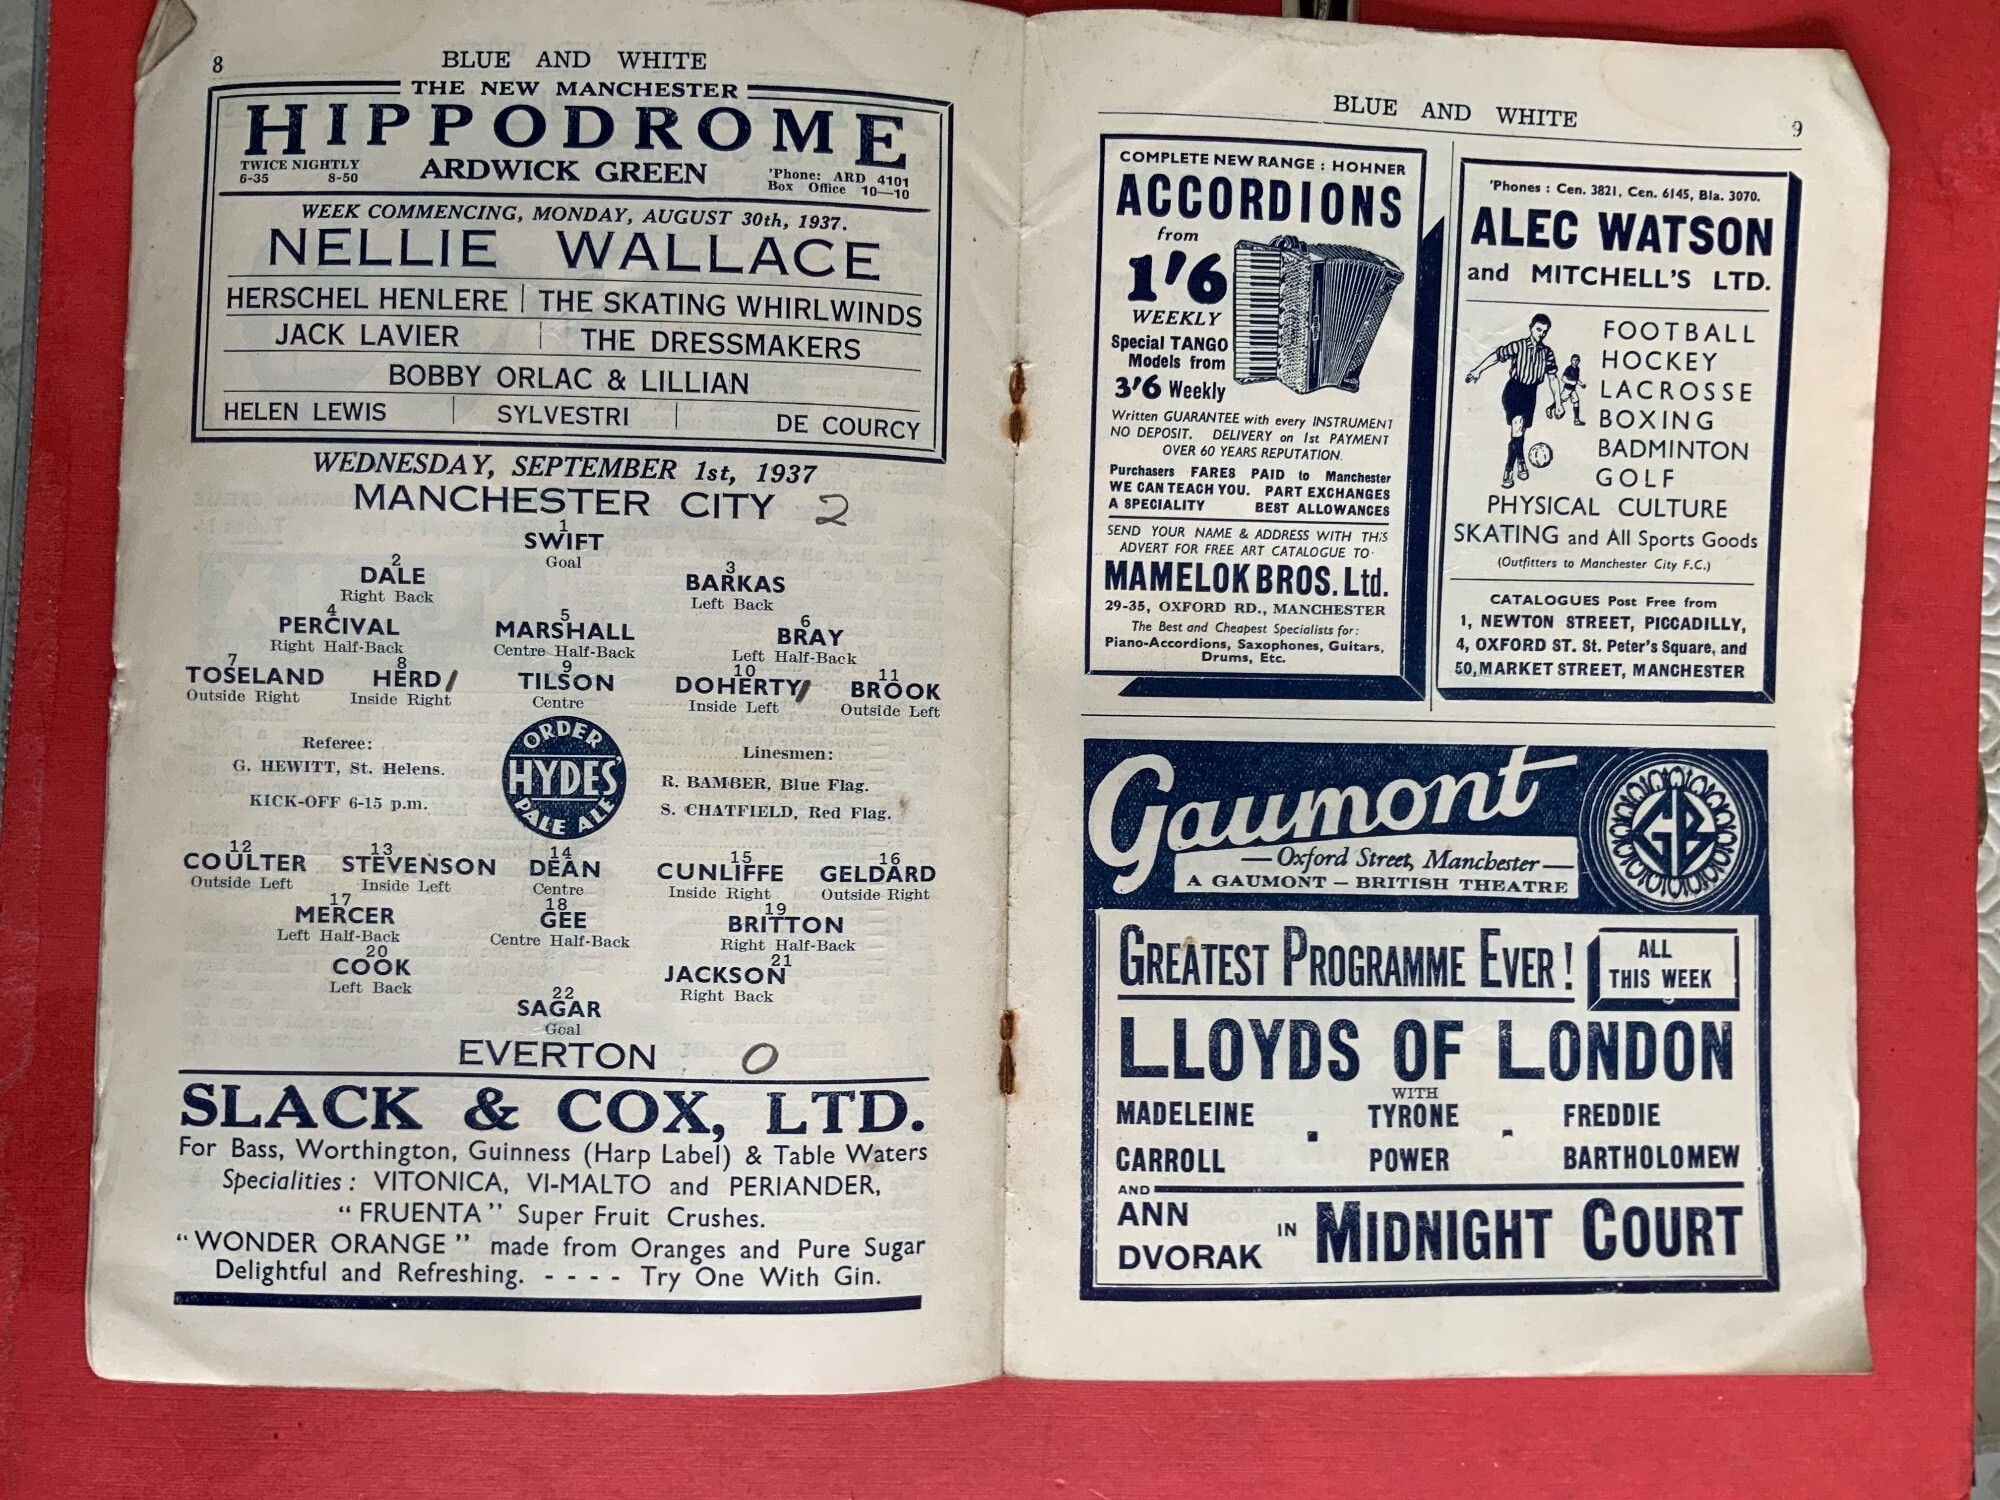 8
BLUE AND WHITE
THE NEW MANCHESTER
HIPPODROME
TWICE NIGHTLY
6-35 8-50
ARDWICK GREEN
'Phone: ARD 4101
Box Office 10—10
WEEK COMMENCING, MONDAY, AUGUST 30th, 1937.
NELLIE WALLACE
HERSCHEL HENLERE | THE SKATING WHIRLWINDS
JACK LAVIER | THE DRESSMAKERS
BOBBY ORLAC & LILLIAN
HELEN LEWIS | SYLVESTRI | DE COURCY
WEDNESDAY, SEPTEMBER 1st, 1937
MANCHESTER CITY 2
1
SWIFT
Goal
2 3
DALE BARKAS
Right Back Left Back
4 5 6
PERCIVAL MARSHALL BRAY
Right Half-Back Centre Half-Back Left Half-Back
7 8 9 10 11
TOSELAND HERD / TILSON DOHERTY / BROOK
Outside Right Inside Right Centre Inside Left Outside Left
Referee:
G. HEWITT, St. Helens.
KICK-OFF 6-15 p.m.
ORDER
HYDES'
PALE ALE
Linesmen:
R. BAMBER, Blue Flag.
S. CHATFIELD, Red Flag.
12 13 14 15 16
COULTER STEVENSON DEAN CUNLIFFE GELDARD
Outside Left Inside Left Centre Inside Right Outside Right
17 18 19
MERCER GEE BRITTON
Left Half-Back Centre Half-Back Right Half-Back
20 21
COOK JACKSON
Left Back Right Back
22
SAGAR
Goal
EVERTON 0
SLACK & COX, LTD.
For Bass, Worthington, Guinness (Harp Label) & Table Waters
Specialities : VITONICA, VI-MALTO and PERIANDER,
"FRUENTA" Super Fruit Crushes.
"WONDER ORANGE" made from Oranges and Pure Sugar
Delightful and Refreshing. - - - - Try One With Gin.
BLUE AND WHITE
9
COMPLETE NEW RANGE : HOHNER
ACCORDIONS
from
1'6
WEEKLY
Special TANGO
Models from
3'6 Weekly
Written GUARANTEE with every INSTRUMENT
NO DEPOSIT. DELIVERY on 1st PAYMENT
OVER 60 YEARS REPUTATION.
Purchasers FARES PAID to Manchester
WE CAN TEACH YOU. PART EXCHANGES
A SPECIALITY BEST ALLOWANCES
SEND YOUR NAME & ADDRESS WITH THIS
ADVERT FOR FREE ART CATALOGUE TO·
MAMELOK BROS. Ltd.
29-35, OXFORD RD., MANCHESTER
The Best and Cheapest Specialists for:
Piano-Accordions, Saxophones, Guitars,
Drums, Etc.
'Phones : Cen. 3821, Cen. 6145, Bla. 3070.
ALEC WATSON
and MITCHELL'S LTD.
FOOTBALL
HOCKEY
LACROSSE
BOXING
BADMINTON
GOLF
PHYSICAL CULTURE
SKATING and All Sports Goods
(Outfitters to Manchester City F.C.)
CATALOGUES Post Free from
1, NEWTON STREET, PICCADILLY,
4, OXFORD ST. St. Peter's Square, and
50, MARKET STREET, MANCHESTER
Gaumont
—Oxford Street, Manchester—
A GAUMONT — BRITISH THEATRE
GB
GREATEST PROGRAMME EVER!
ALL
THIS WEEK
LLOYDS OF LONDON
WITH
MADELEINE . TYRONE . FREDDIE
CARROLL POWER BARTHOLOMEW
AND
ANN
DVORAK
IN MIDNIGHT COURT